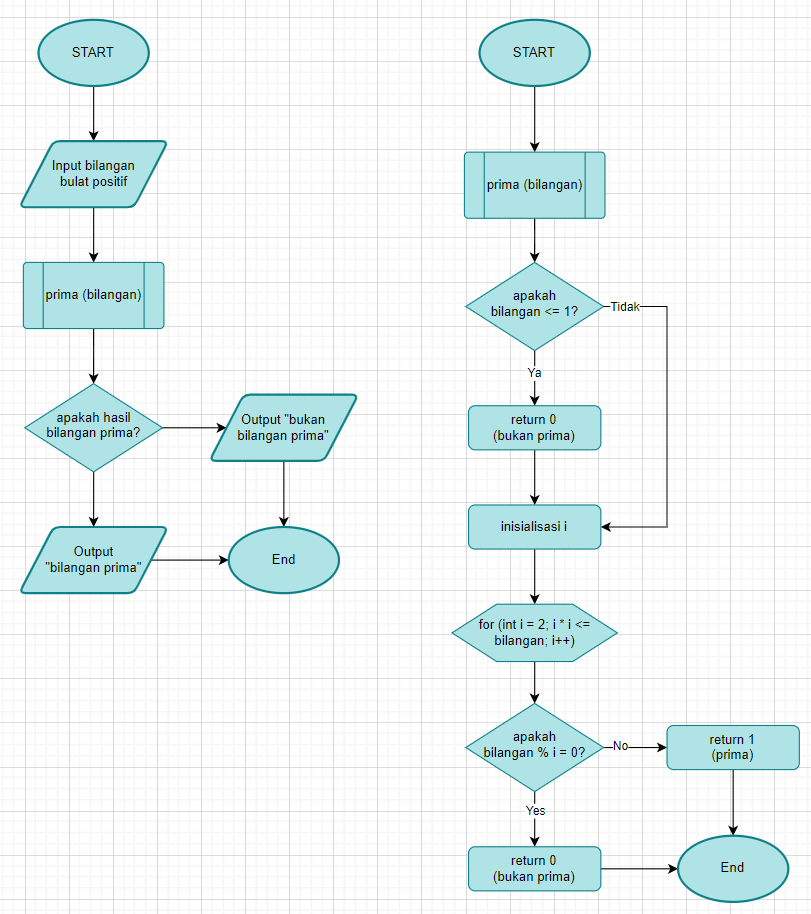 START
Input bilangan
bulat positif
prima (bilangan)
apakah hasil
bilangan prima?
Output "bukan
bilangan prima"
Output
"bilangan prima"
End
START
prima (bilangan)
apakah
bilangan <= 1?
Tidak
Ya
return 0
(bukan prima)
inisialisasi i
for (int i = 2; i * i <=
bilangan; i++)
apakah
bilangan % i = 0?
No
return 1
(prima)
Yes
return 0
(bukan prima)
End